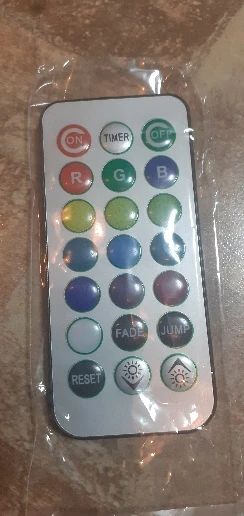 ON TIMER OFF
R G B
FADE JUMP
RESET